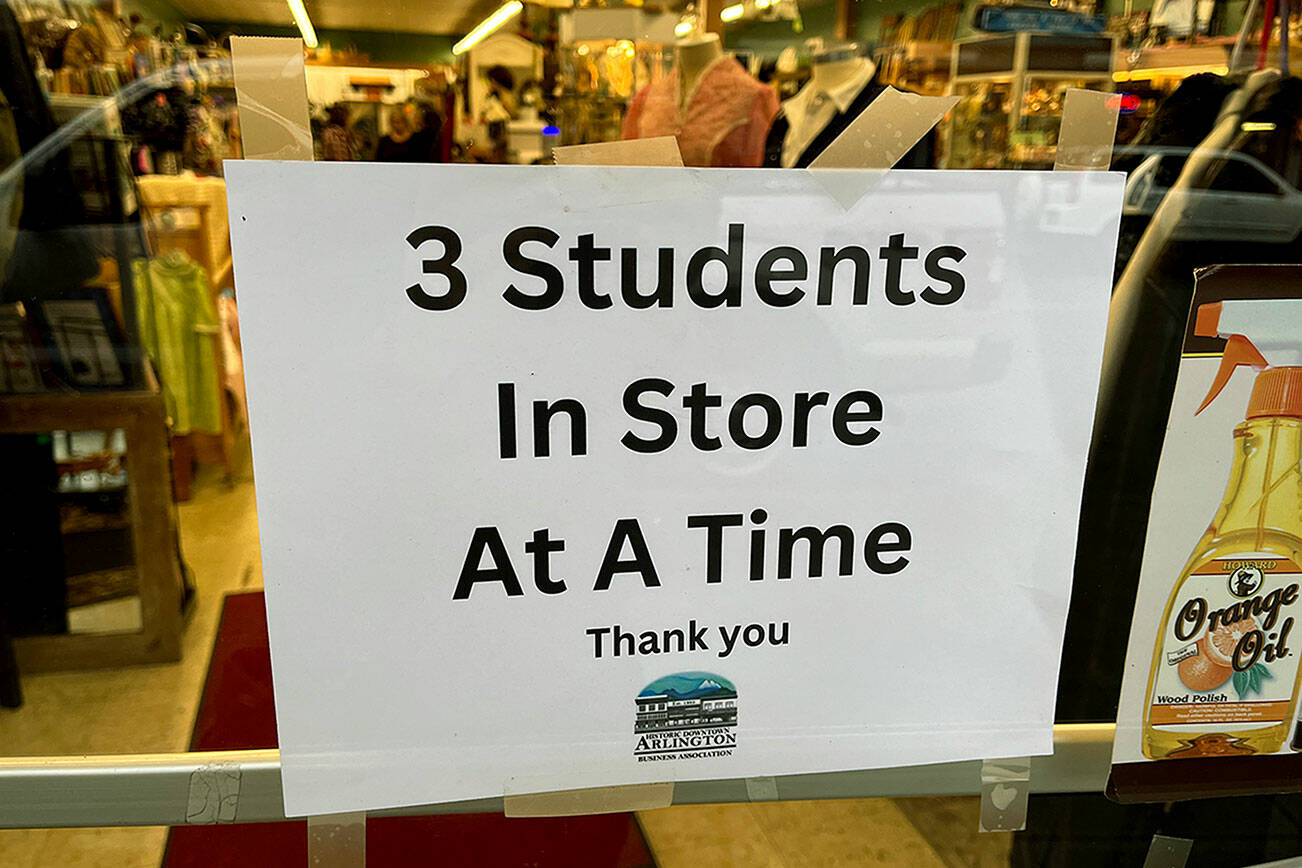 3 Students
In Store
At A Time
Thank you
HISTORIC DOWNTOWN
ARLINGTON
BUSINESS ASSOCIATION
HOWARD
Orange
Oil
Wood Polish